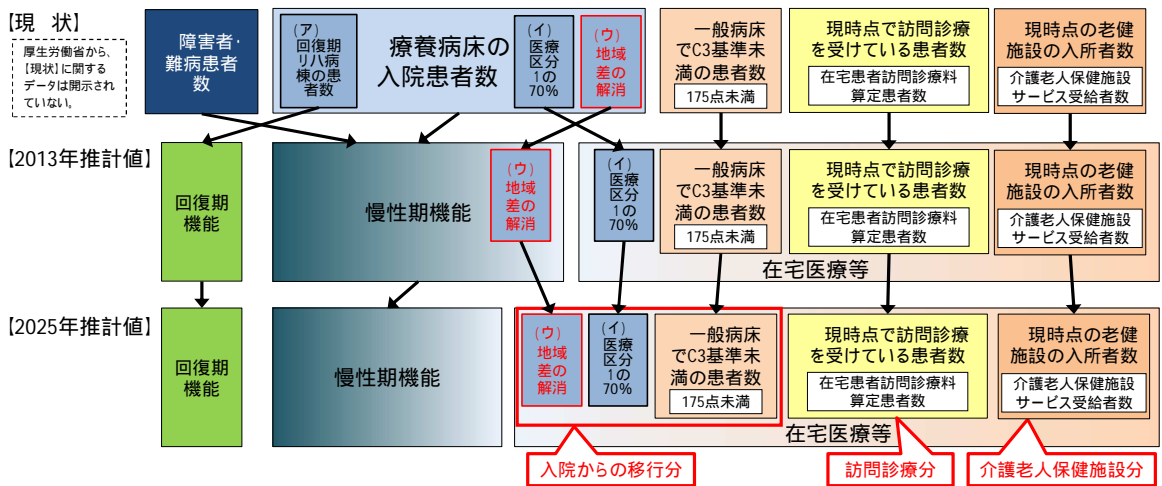 【現　状】
厚生労働省から、
【現状】に関する
データは開示され
ていない。
障害者・
難病患者
数
（ア）
回復期
リハ病
棟の患
者数
療養病床の
入院患者数
（イ）
医療
区分
1の
70%
（ウ）
地域
差の
解消
一般病床
でC3基準未
満の患者数
175点未満
現時点で訪問診療
を受けている患者数
在宅患者訪問診療料
算定患者数
現時点の老健
施設の入所者数
介護老人保健施設
サービス受給者数
【2013年推計値】
回復期
機能
慢性期機能
（ウ）
地域
差の
解消
（イ）
医療
区分
1の
70%
一般病床
でC3基準未
満の患者数
175点未満
現時点で訪問診療
を受けている患者数
在宅患者訪問診療料
算定患者数
現時点の老健
施設の入所者数
介護老人保健施設
サービス受給者数
在宅医療等
【2025年推計値】
回復期
機能
慢性期機能
（ウ）
地域
差の
解消
（イ）
医療
区分
1の
70%
一般病床
でC3基準未
満の患者数
175点未満
現時点で訪問診療
を受けている患者数
在宅患者訪問診療料
算定患者数
現時点の老健
施設の入所者数
介護老人保健施設
サービス受給者数
在宅医療等
入院からの移行分
訪問診療分
介護老人保健施設分